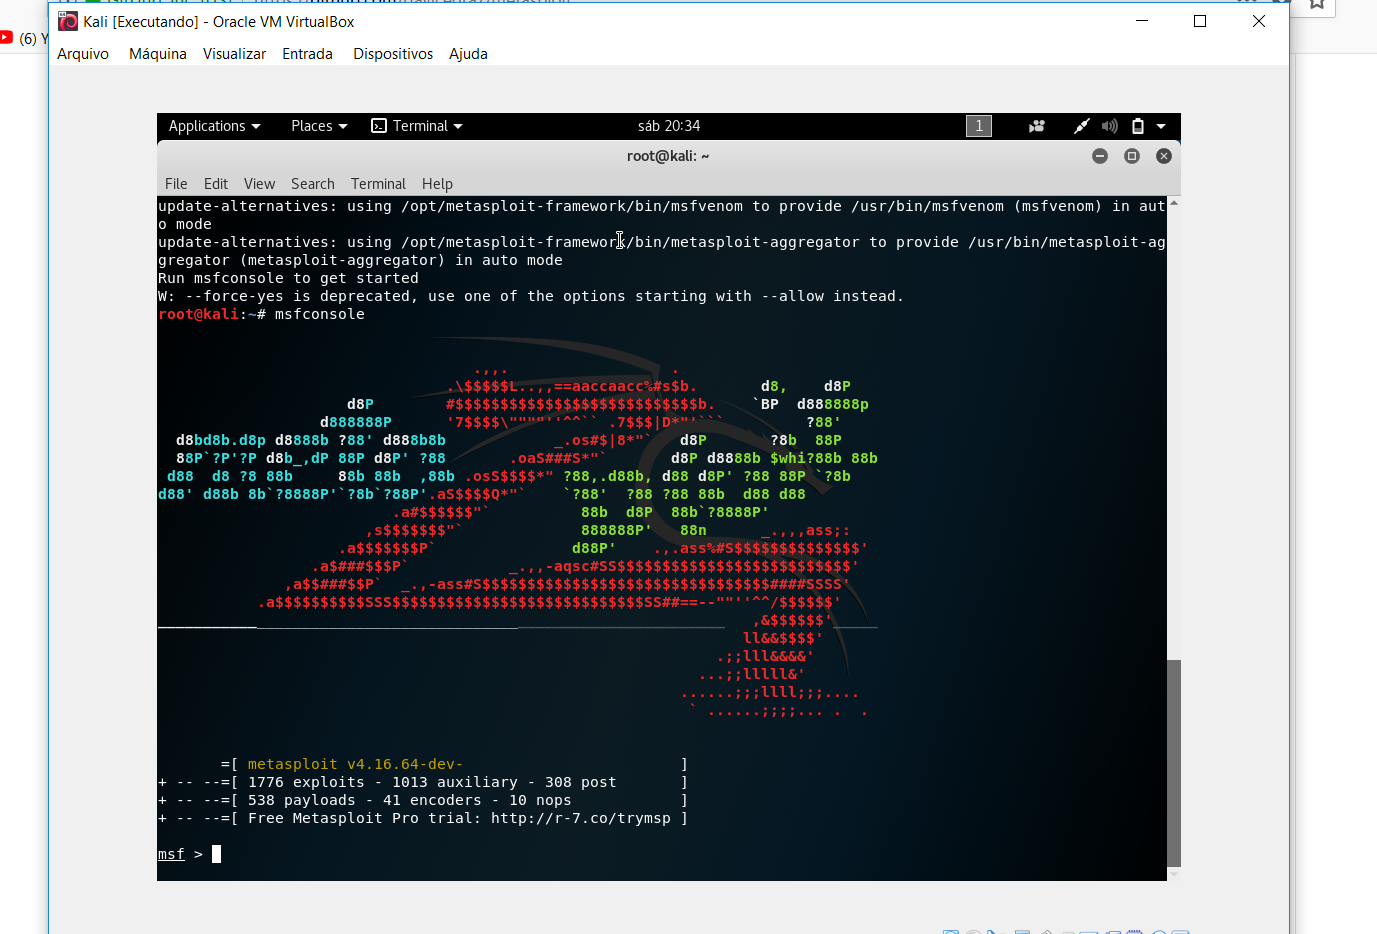 Kali [Executando] - Oracle VM VirtualBox
(6) Y
Arquivo Máquina Visualizar Entrada Dispositivos Ajuda
Applications Places Terminal sáb 20:34 1
root@kali: ~
File Edit View Search Terminal Help
update-alternatives: using /opt/metasploit-framework/bin/msfvenom to provide /usr/bin/msfvenom (msfvenom) in aut
o mode
update-alternatives: using /opt/metasploit-framework/bin/metasploit-aggregator to provide /usr/bin/metasploit-ag
gregator (metasploit-aggregator) in auto mode
Run msfconsole to get started
W: --force-yes is deprecated, use one of the options starting with --allow instead.
root@kali:~# msfconsole
=[ metasploit v4.16.64-dev- ]
+ -- --=[ 1776 exploits - 1013 auxiliary - 308 post ]
+ -- --=[ 538 payloads - 41 encoders - 10 nops ]
+ -- --=[ Free Metasploit Pro trial: http://r-7.co/trymsp ]
msf >